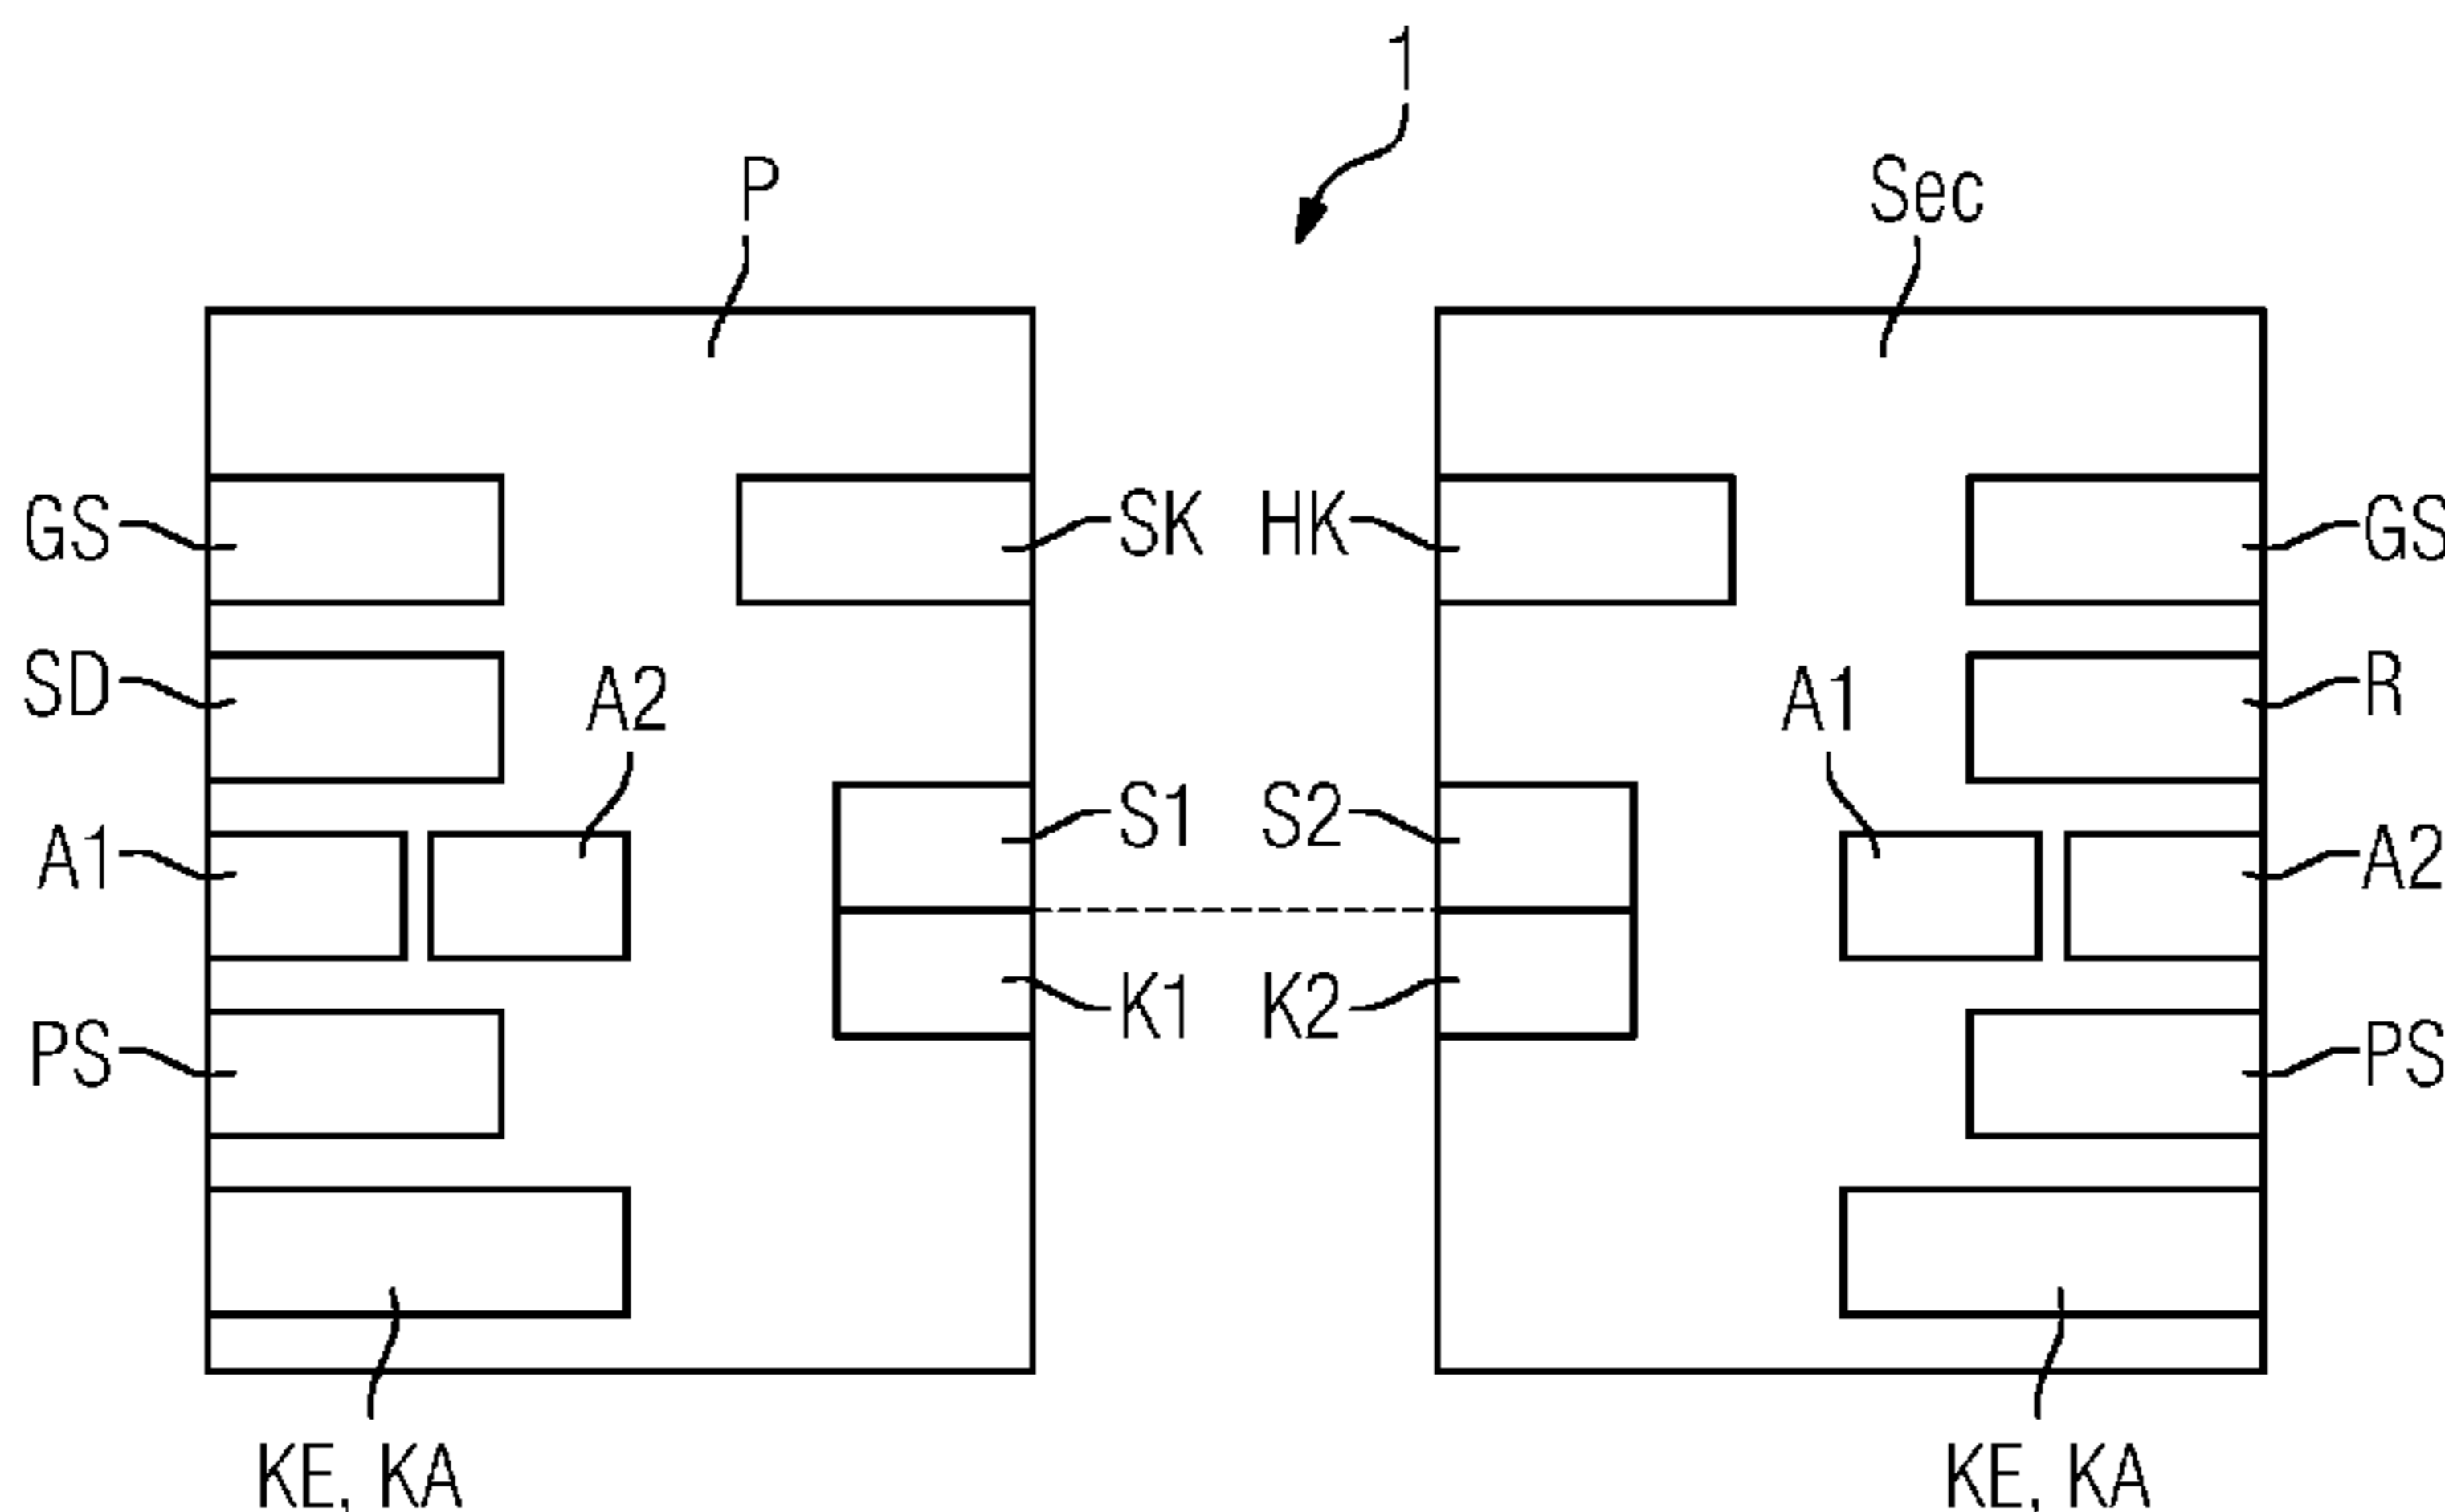 1
P
Sec
GS
SK
HK
GS
SD
A2
A1
R
A1
S1
S2
A2
PS
K1
K2
PS
KE, KA
KE, KA